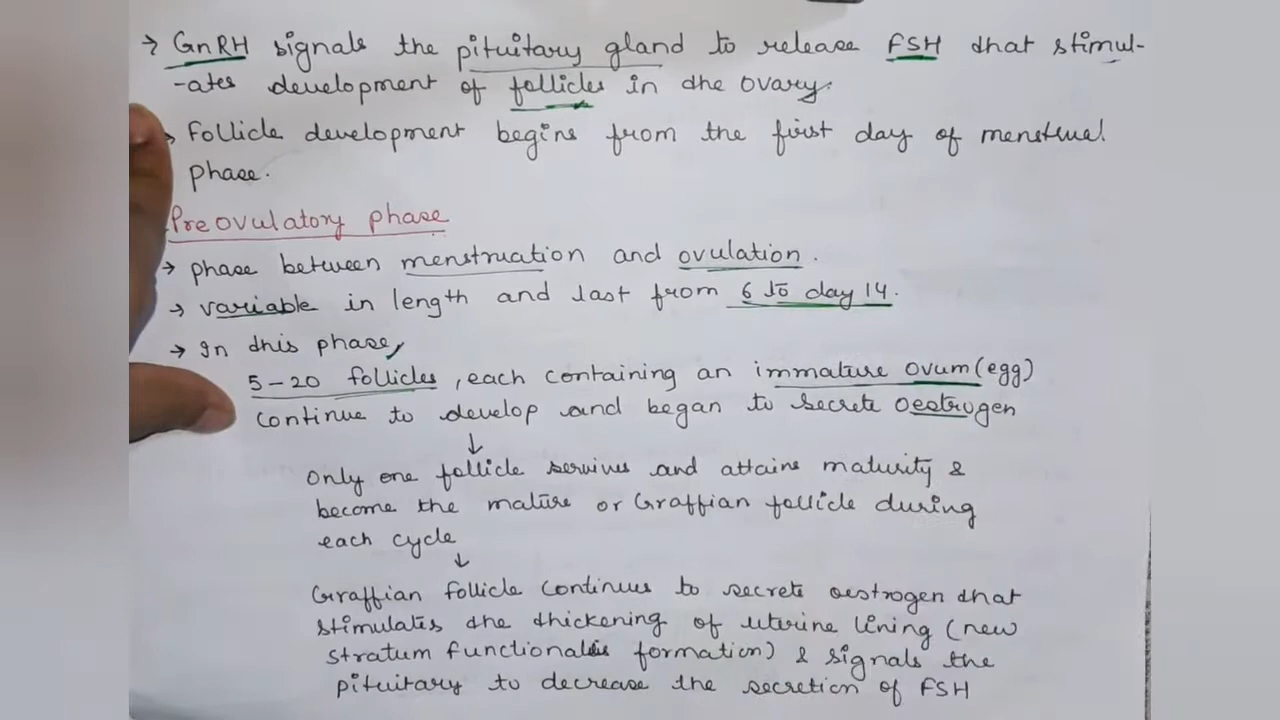 → GnRH signals the pituitary gland to release FSH that stimul-
-ates development of follicles in the ovary.
→ Follicle development begins from the first day of menstrual
phase.
Preovulatory phase
→ phase between menstruation and ovulation.
→ variable in length and last from 6 to day 14.
→ In this phase,
5-20 follicles, each containing an immature ovum (egg)
continue to develop and began to secrete oestrogen
↓
Only one follicle servives and attains maturity &
become the mature or Graffian follicle during
each cycle
↓
Graffian follicle continues to secrete oestrogen that
stimulates the thickening of uterine lining (new
stratum functionalis formation) & signals the
pituitary to decrease the secretion of FSH